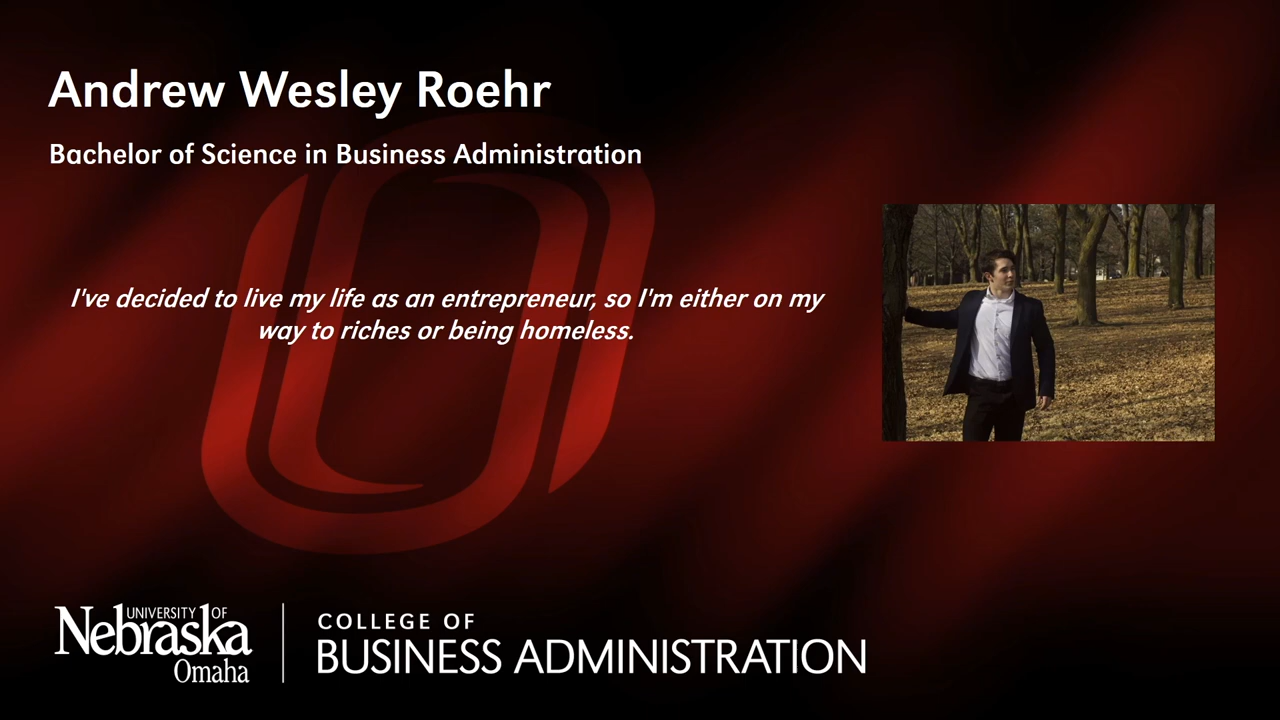 Andrew Wesley Roehr
Bachelor of Science in Business Administration
I've decided to live my life as an entrepreneur, so I'm either on my
way to riches or being homeless.
UNIVERSITY OF
Nebraska
Omaha
COLLEGE OF
BUSINESS ADMINISTRATION